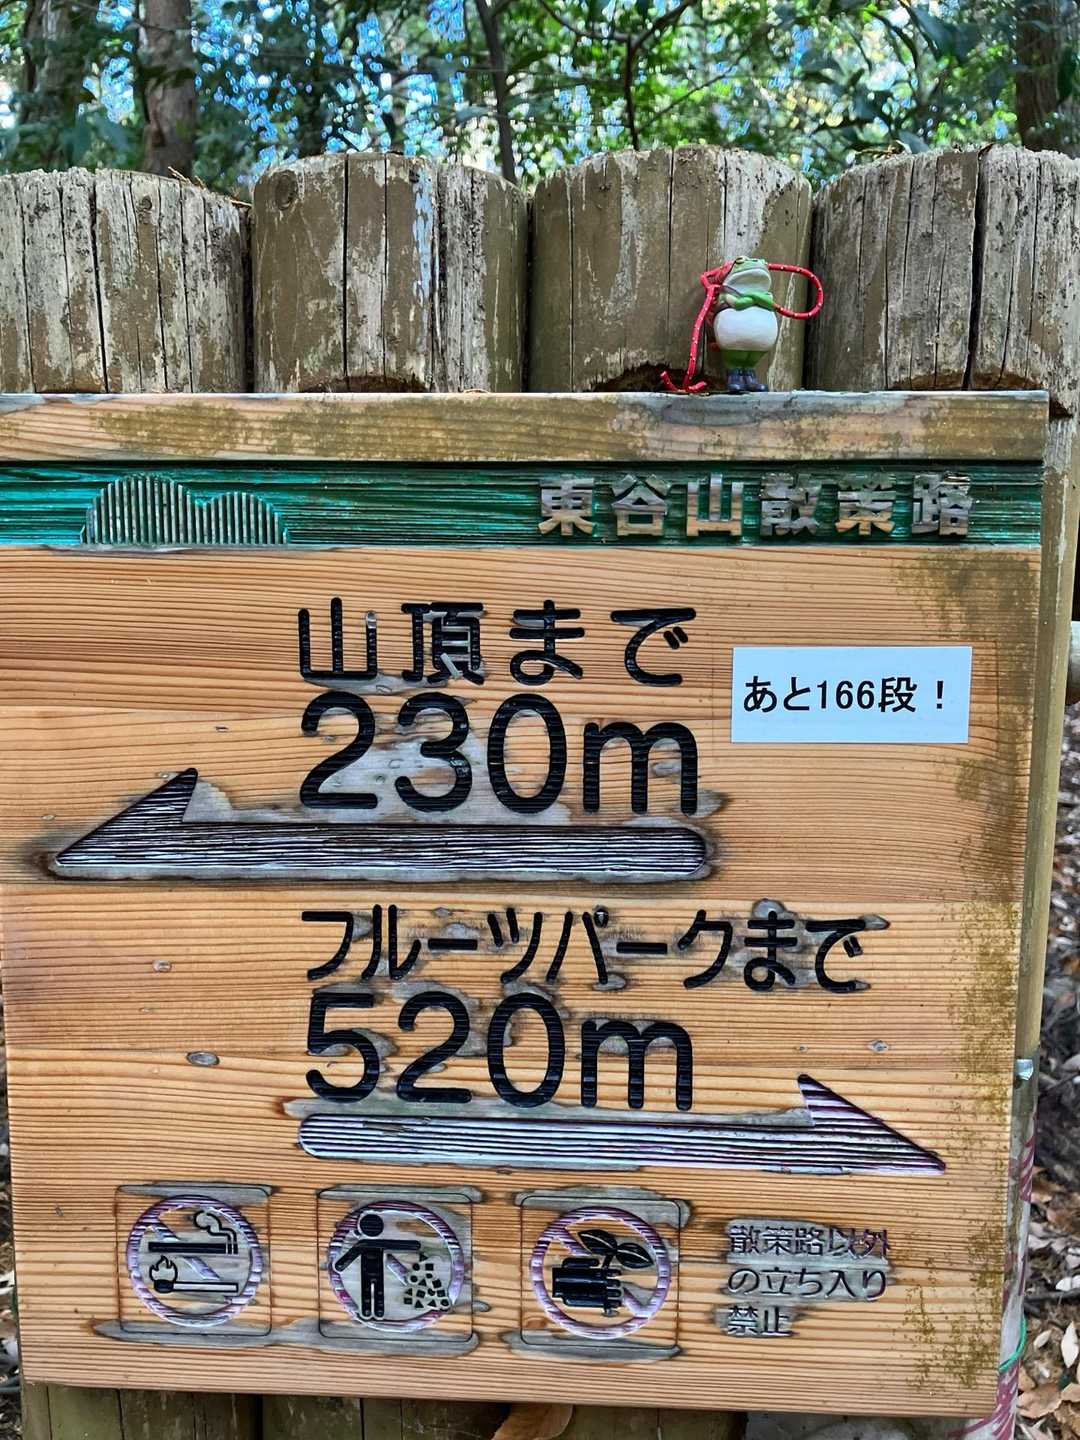 東谷山散策路
山頂まで
230m
あと166段！
フルーツパークまで
520m
散策路以外
の立ち入り
禁止